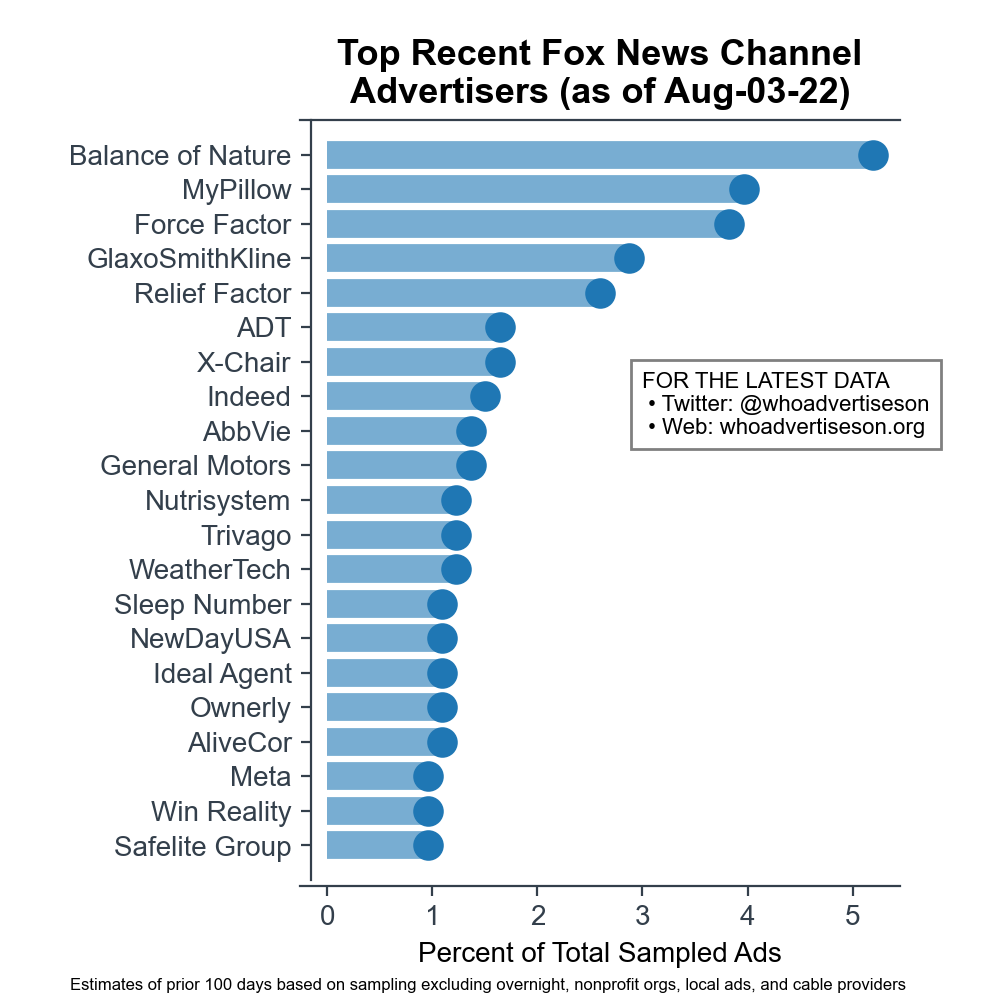 Top Recent Fox News Channel
Advertisers (as of Aug-03-22)
Balance of Nature
MyPillow
Force Factor
GlaxoSmithKline
Relief Factor
ADT
X-Chair
Indeed
AbbVie
General Motors
Nutrisystem
Trivago
WeatherTech
Sleep Number
NewDayUSA
Ideal Agent
Ownerly
AliveCor
Meta
Win Reality
Safelite Group
FOR THE LATEST DATA
• Twitter: @whoadvertiseson
• Web: whoadvertiseson.org
0 1 2 3 4 5
Percent of Total Sampled Ads
Estimates of prior 100 days based on sampling excluding overnight, nonprofit orgs, local ads, and cable providers